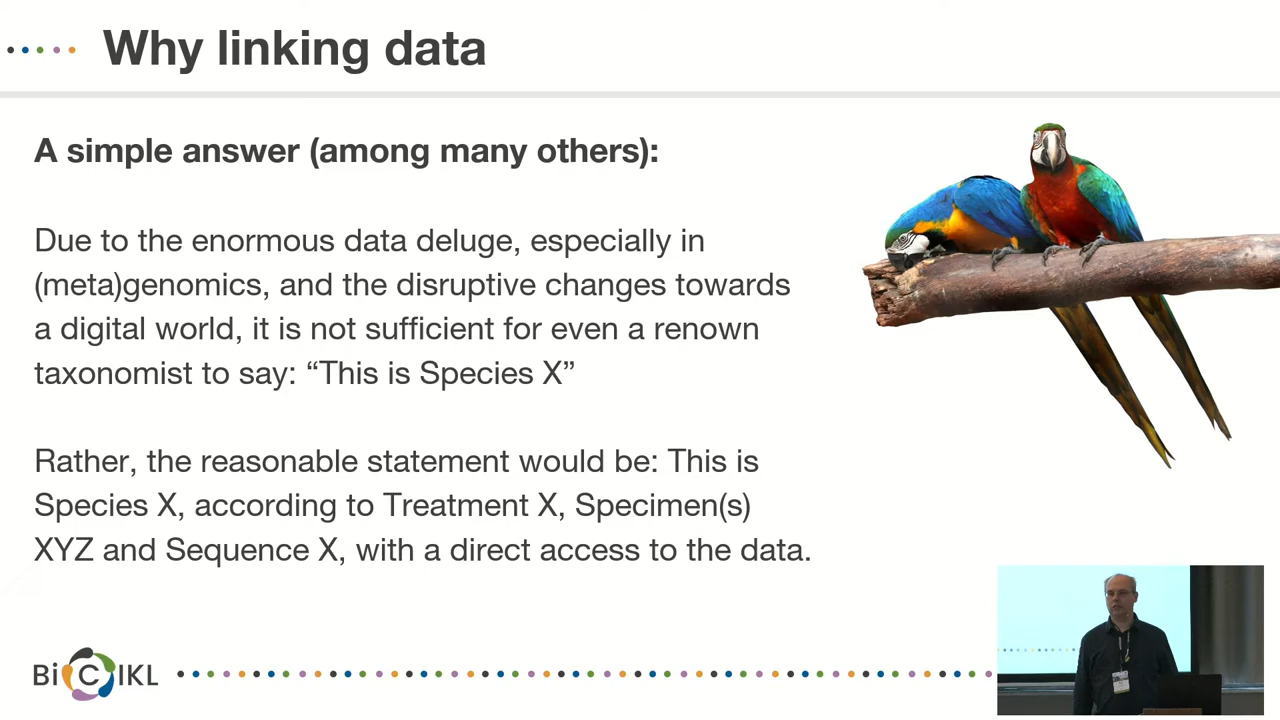 Why linking data
A simple answer (among many others):
Due to the enormous data deluge, especially in
(meta)genomics, and the disruptive changes towards
a digital world, it is not sufficient for even a renown
taxonomist to say: “This is Species X”
Rather, the reasonable statement would be: This is
Species X, according to Treatment X, Specimen(s)
XYZ and Sequence X, with a direct access to the data.
BiCIKL